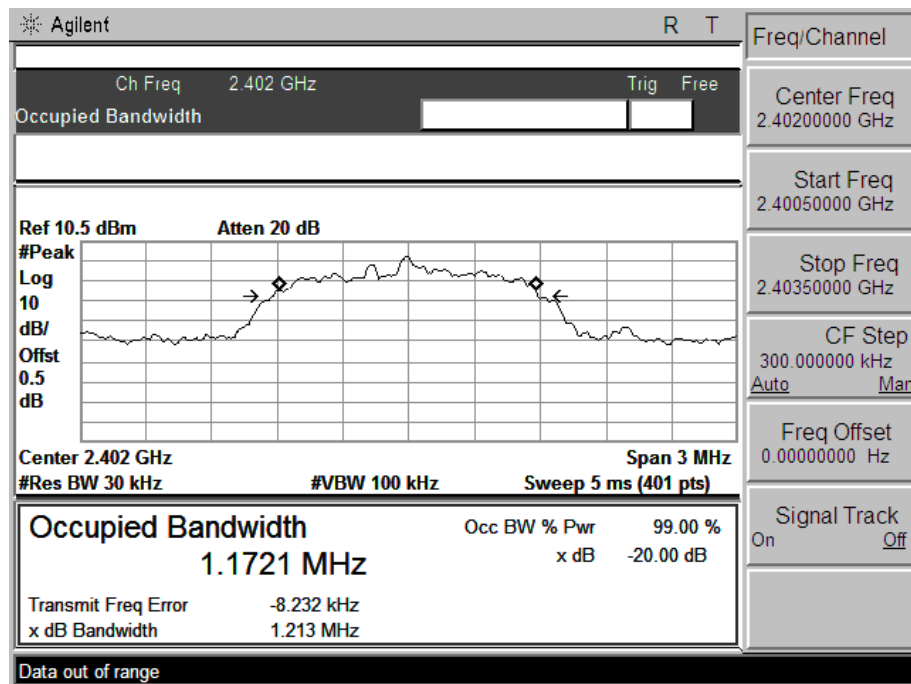 Agilent R T
Ch Freq 2.402 GHz Trig Free
Occupied Bandwidth
Ref 10.5 dBm Atten 20 dB
#Peak
Log
10
dB/
Offst
0.5
dB
Center 2.402 GHz Span 3 MHz
#Res BW 30 kHz #VBW 100 kHz Sweep 5 ms (401 pts)
Occupied Bandwidth Occ BW % Pwr 99.00 %
1.1721 MHz x dB -20.00 dB
Transmit Freq Error -8.232 kHz
x dB Bandwidth 1.213 MHz
Data out of range
Freq/Channel
Center Freq
2.40200000 GHz
Start Freq
2.40050000 GHz
Stop Freq
2.40350000 GHz
CF Step
300.000000 kHz
Auto Man
Freq Offset
0.00000000 Hz
Signal Track
On Off